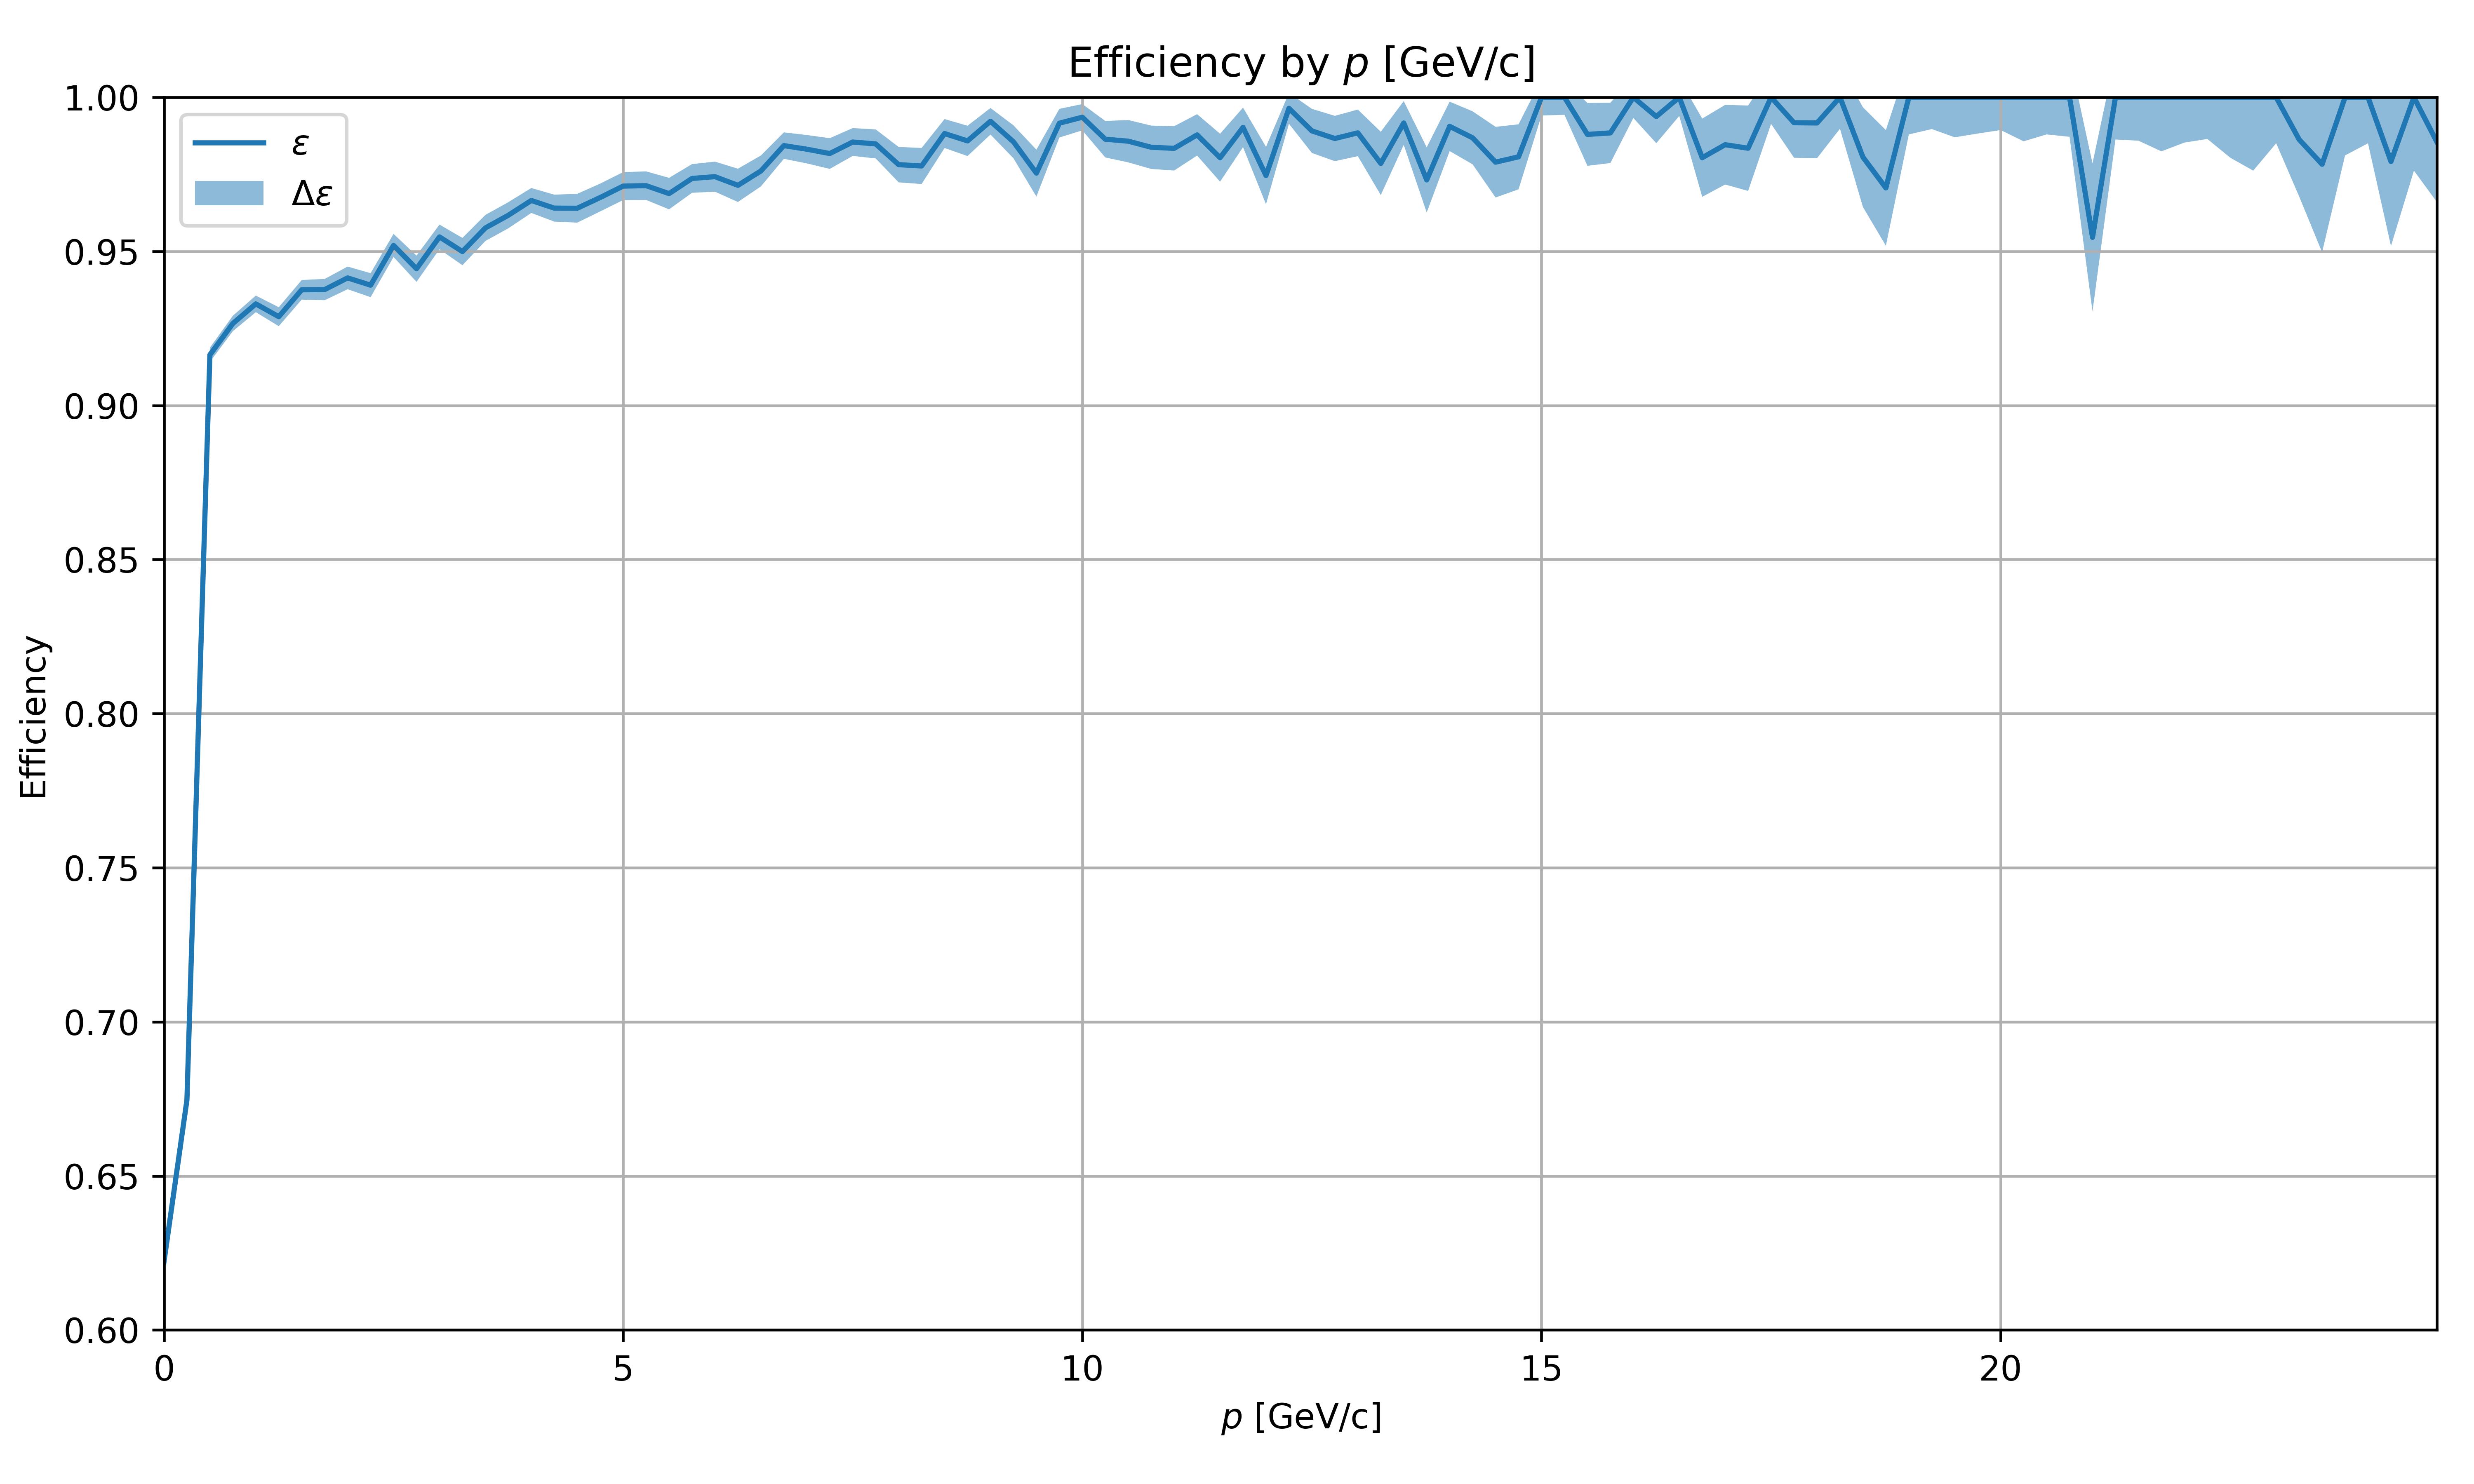 Efficiency by p [GeV/c]
ε
Δε
1.00
0.95
0.90
0.85
0.80
0.75
0.70
0.65
0.60
Efficiency
0 5 10 15 20
p [GeV/c]